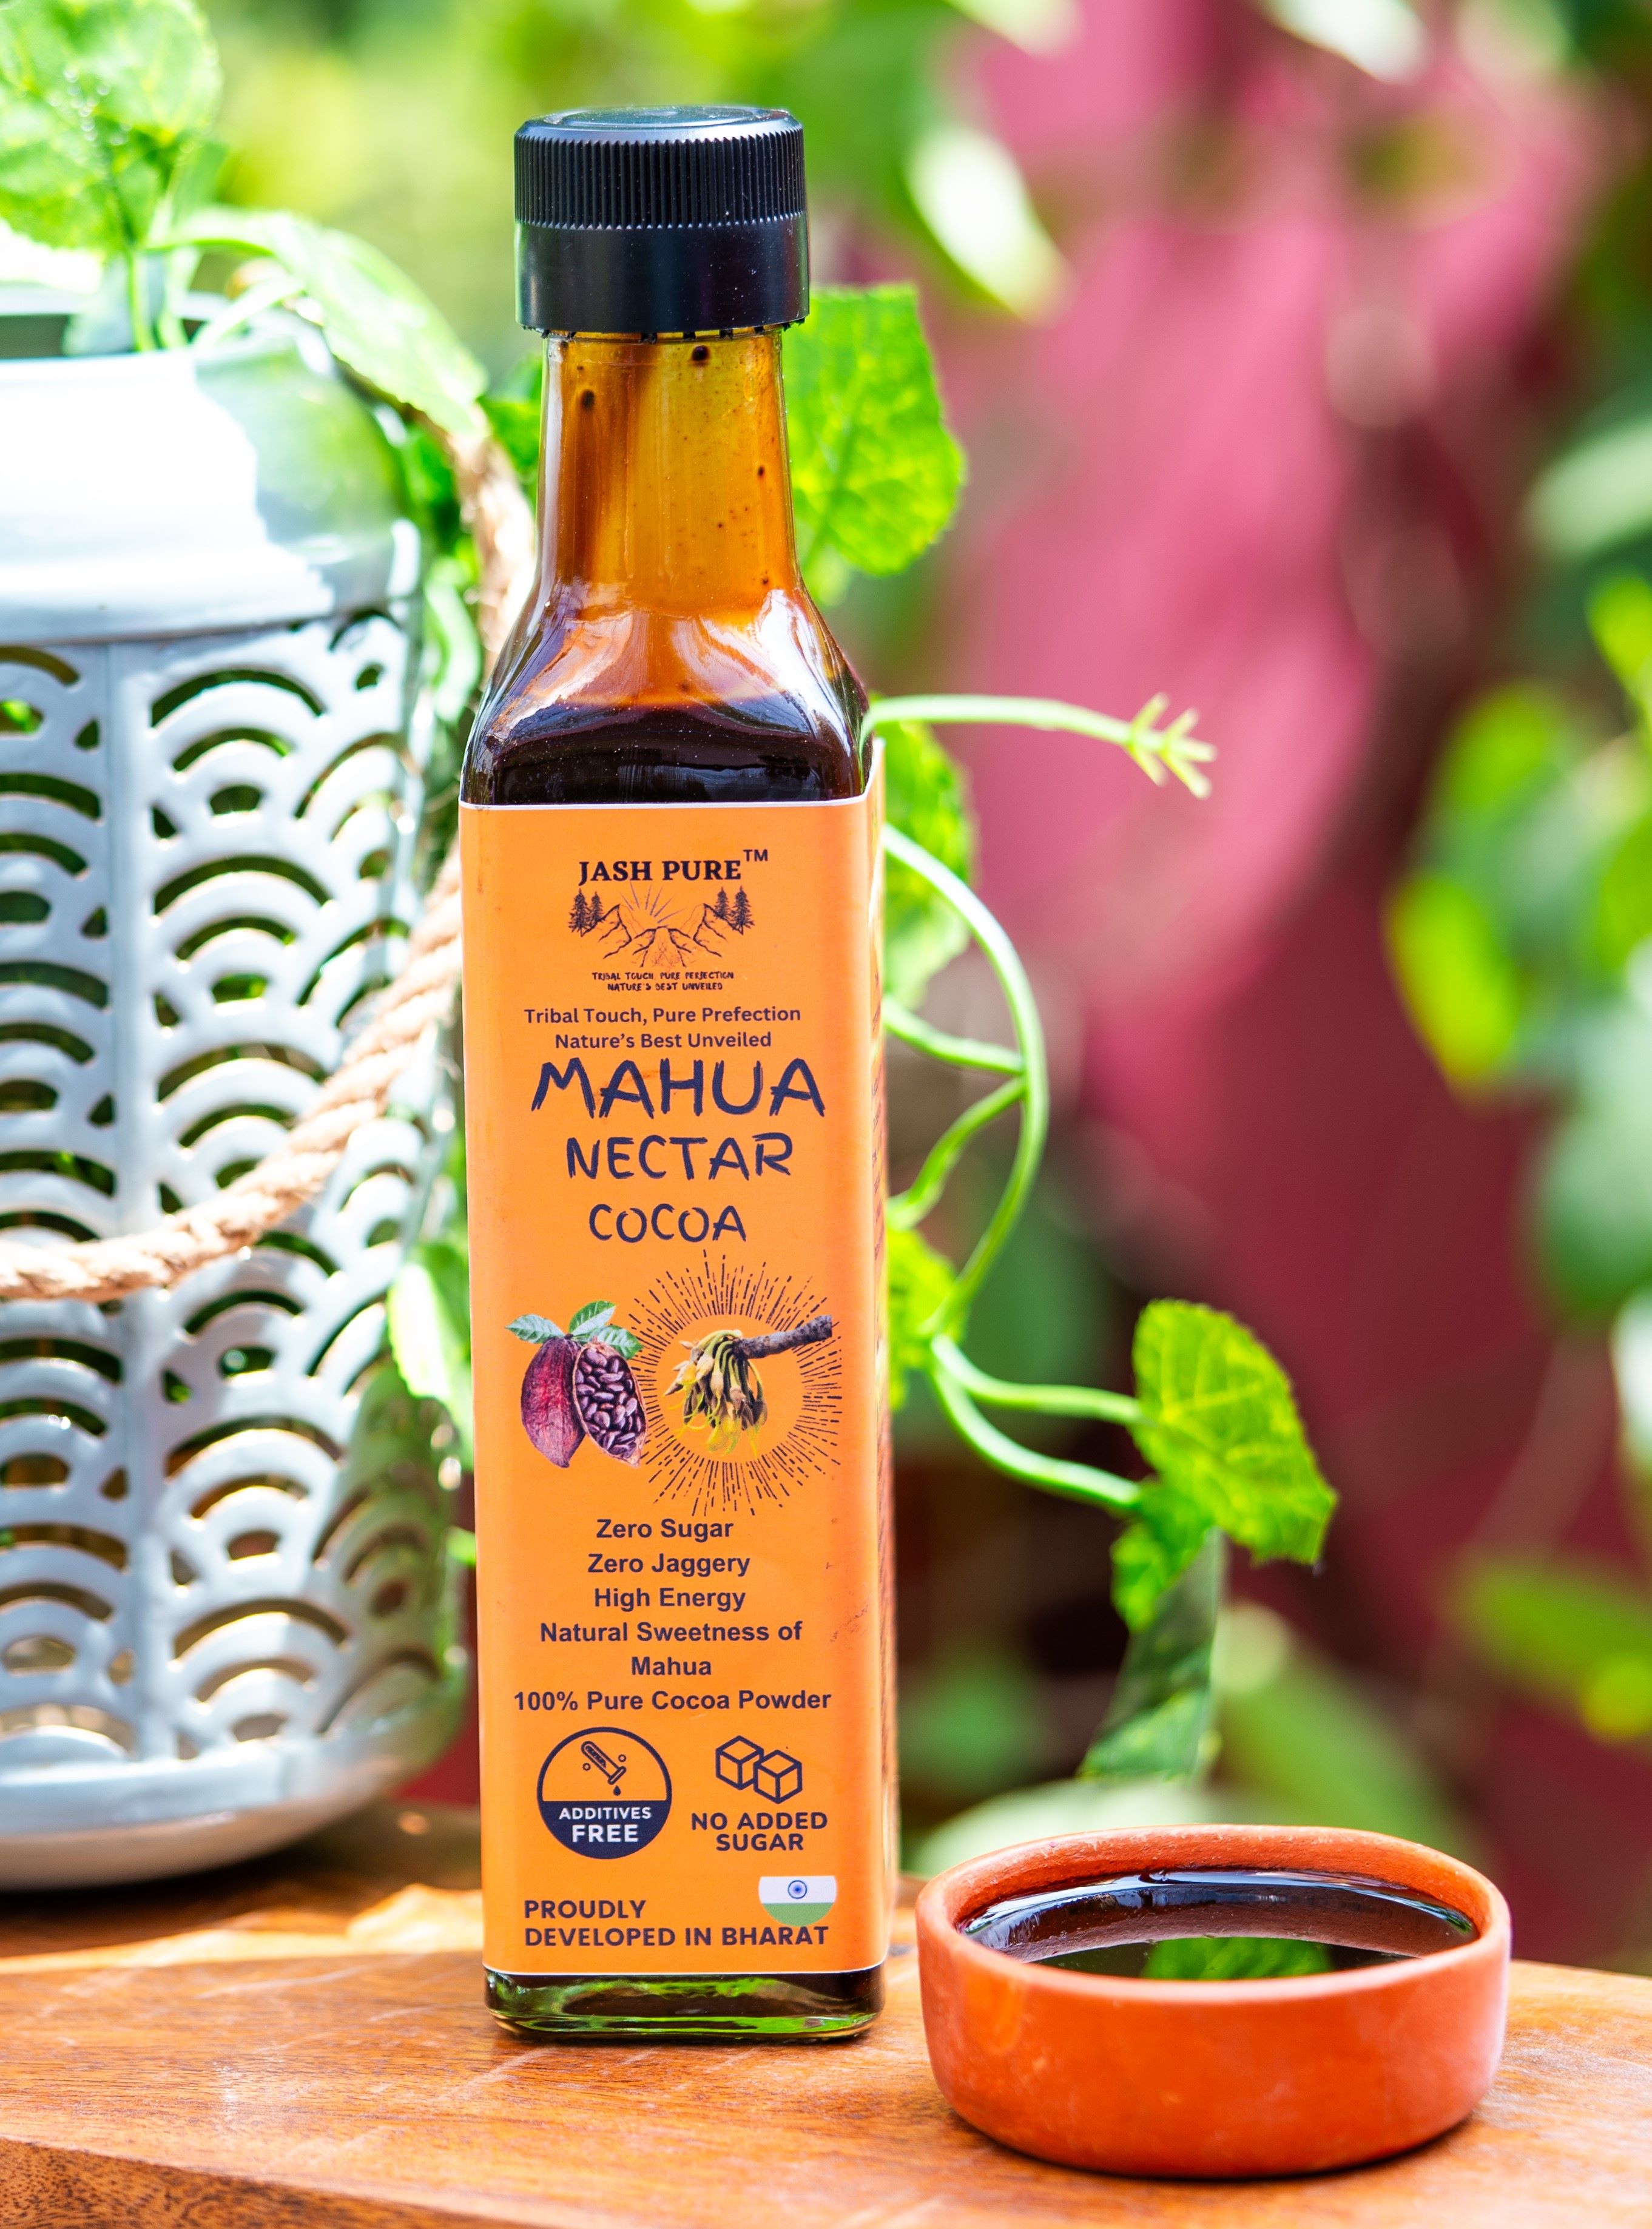 JASH PURE™
TRIBAL TOUCH, PURE PERFECTION
NATURE'S BEST UNVEILED
Tribal Touch, Pure Prefection
Nature's Best Unveiled
MAHUA
NECTAR
COCOA
Zero Sugar
Zero Jaggery
High Energy
Natural Sweetness of
Mahua
100% Pure Cocoa Powder
ADDITIVES
FREE
NO ADDED
SUGAR
PROUDLY
DEVELOPED IN BHARAT